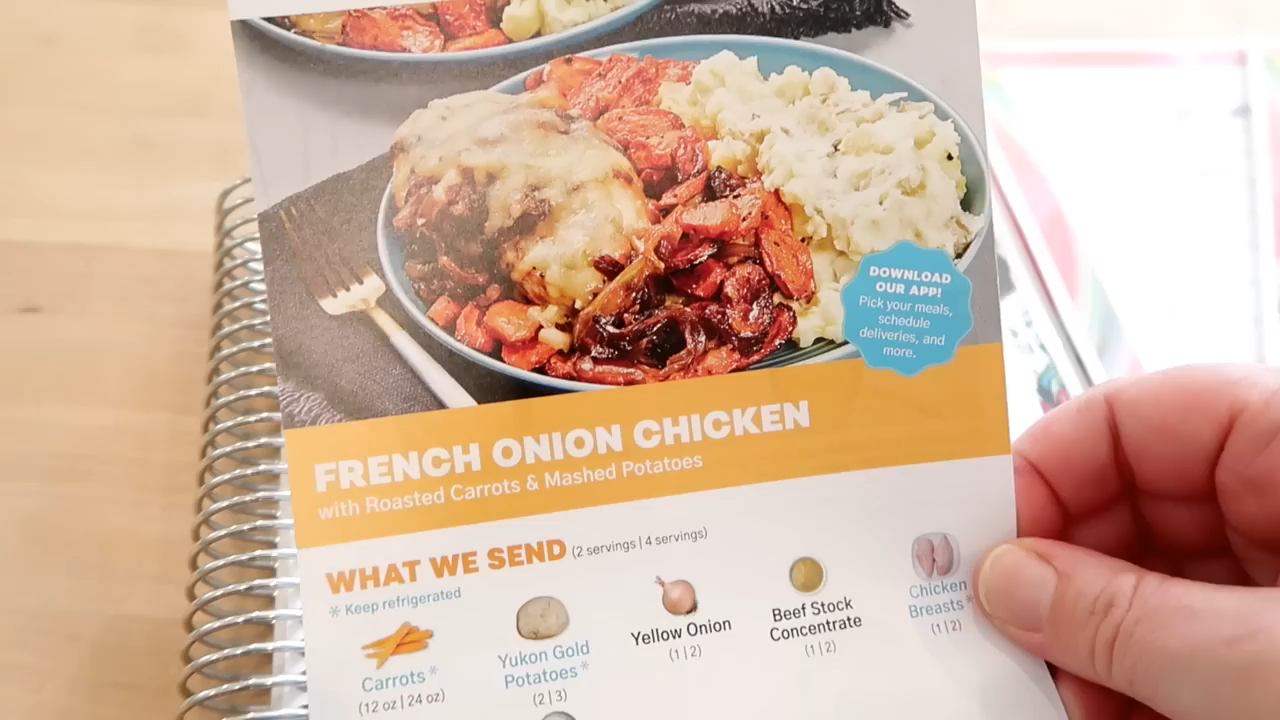 DOWNLOAD
OUR APP!
Pick your meals,
schedule
deliveries, and
more.
FRENCH ONION CHICKEN
with Roasted Carrots & Mashed Potatoes
WHAT WE SEND (2 servings | 4 servings)
* Keep refrigerated
Carrots*
(12 oz | 24 oz)
Yukon Gold
Potatoes*
(2 | 3)
Yellow Onion
(1 | 2)
Beef Stock
Concentrate
(1 | 2)
Chicken
Breasts*
(1 | 2)